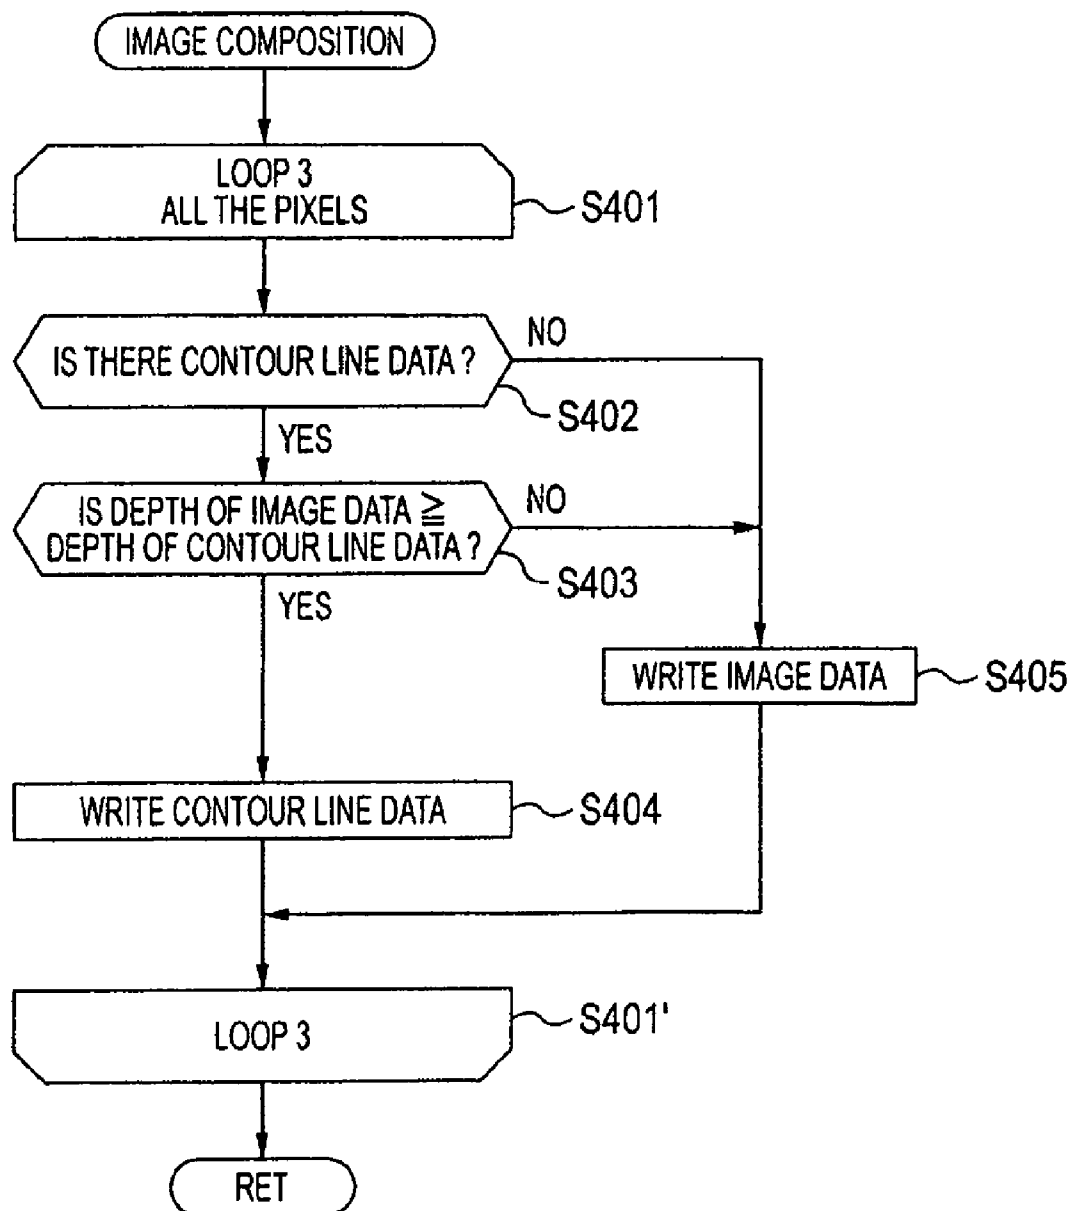 IMAGE COMPOSITION
LOOP 3
ALL THE PIXELS
S401
IS THERE CONTOUR LINE DATA ?
NO
S402
YES
IS DEPTH OF IMAGE DATA ≧
DEPTH OF CONTOUR LINE DATA ?
NO
S403
YES
WRITE IMAGE DATA
S405
WRITE CONTOUR LINE DATA
S404
LOOP 3
S401'
RET